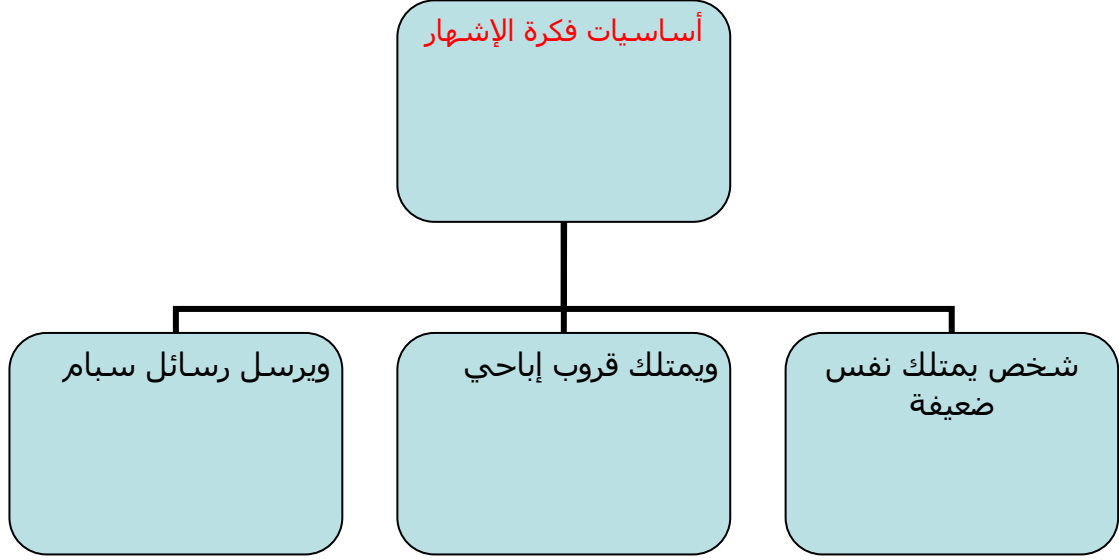 أساسيات فكرة الإشهار
شخص يمتلك نفس
ضعيفة
ويمتلك قروب إباحي
ويرسل رسائل سبام